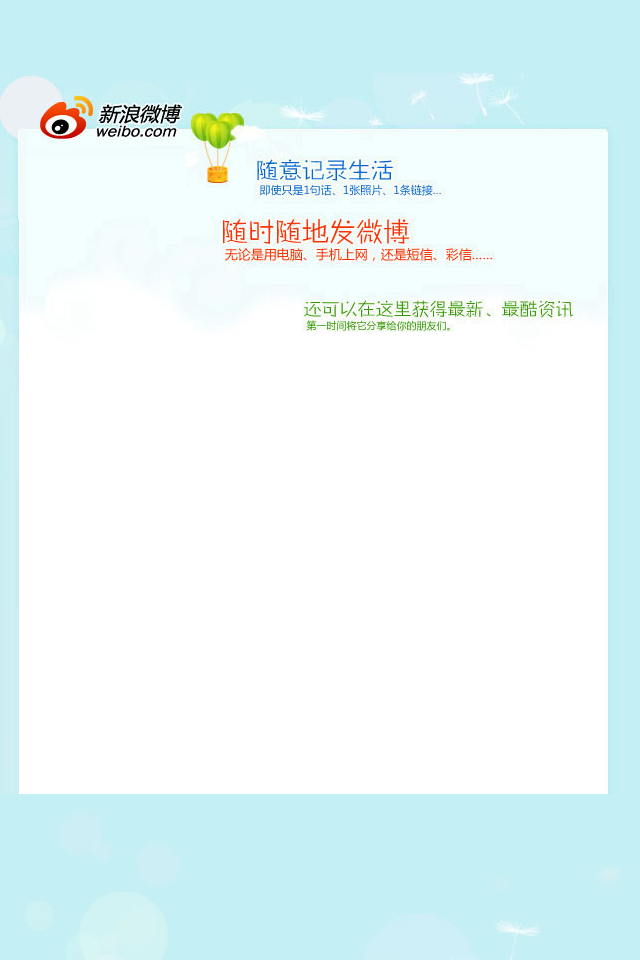 新浪微博
weibo.com
随意记录生活
即使只是1句话、1张照片、1条链接...
随时随地发微博
无论是用电脑、手机上网，还是短信、彩信......
还可以在这里获得最新、最酷资讯
第一时间将它分享给你的朋友们。